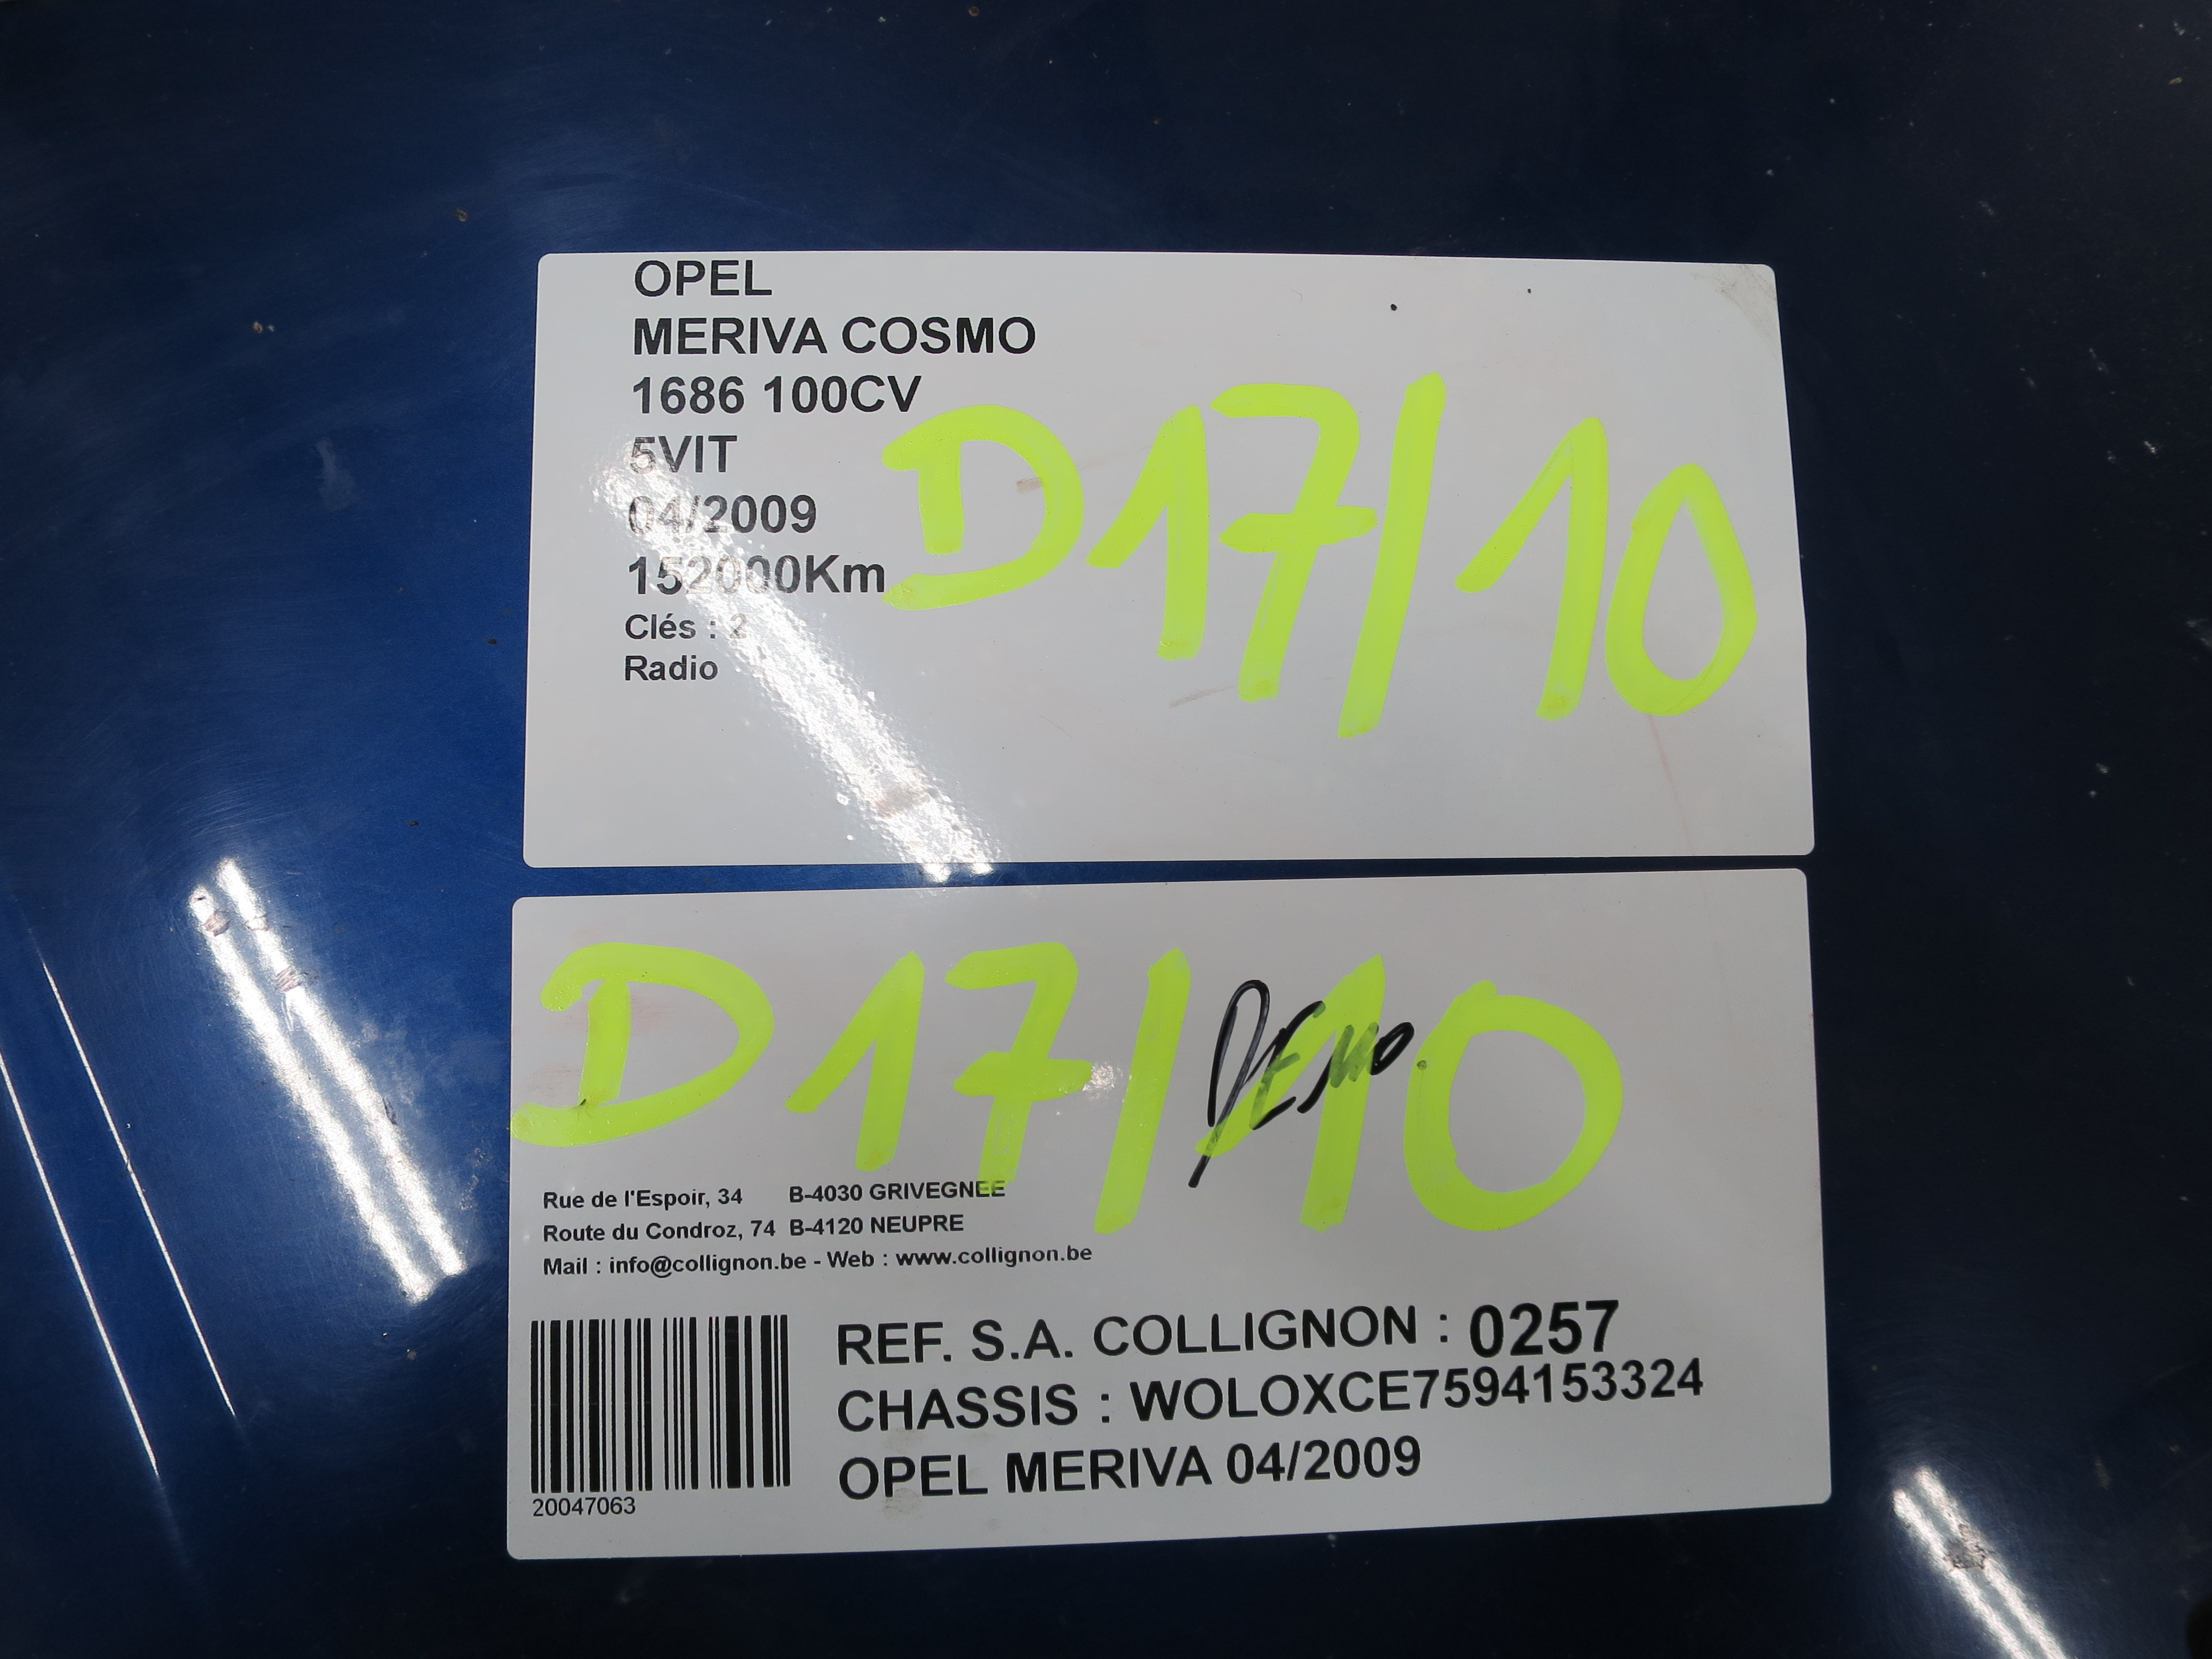 OPEL
MERIVA COSMO
1686 100CV
5VIT
04/2009
152000Km
Clés : 2
Radio
D17/10
D17/10
DEMO
Rue de l'Espoir, 34 B-4030 GRIVEGNEE
Route du Condroz, 74 B-4120 NEUPRE
Mail : info@collignon.be - Web : www.collignon.be
REF. S.A. COLLIGNON : 0257
CHASSIS : WOLOXCE7594153324
OPEL MERIVA 04/2009
20047063